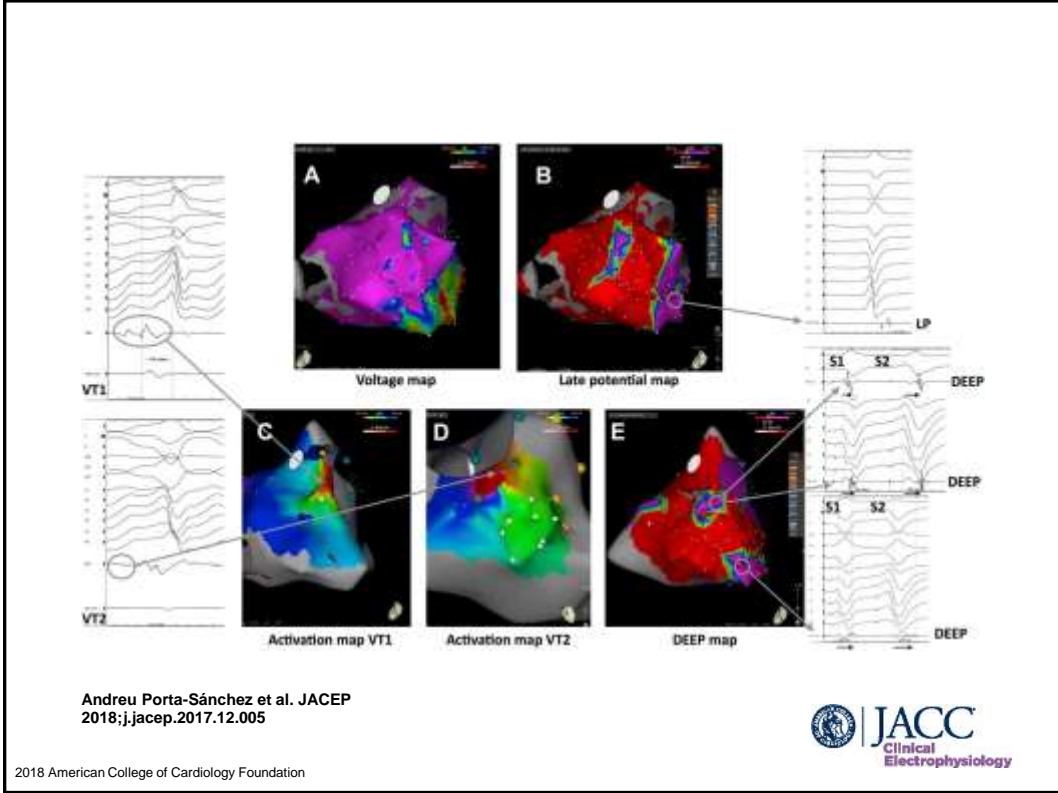 A
B
Voltage map
Late potential map
LP
VT1
S1 S2
DEEP
DEEP
C
D
E
S1 S2
DEEP
VT2
Activation map VT1
Activation map VT2
DEEP map
Andreu Porta-Sánchez et al. JACEP
2018;j.jacep.2017.12.005
JACC
Clinical
Electrophysiology
2018 American College of Cardiology Foundation